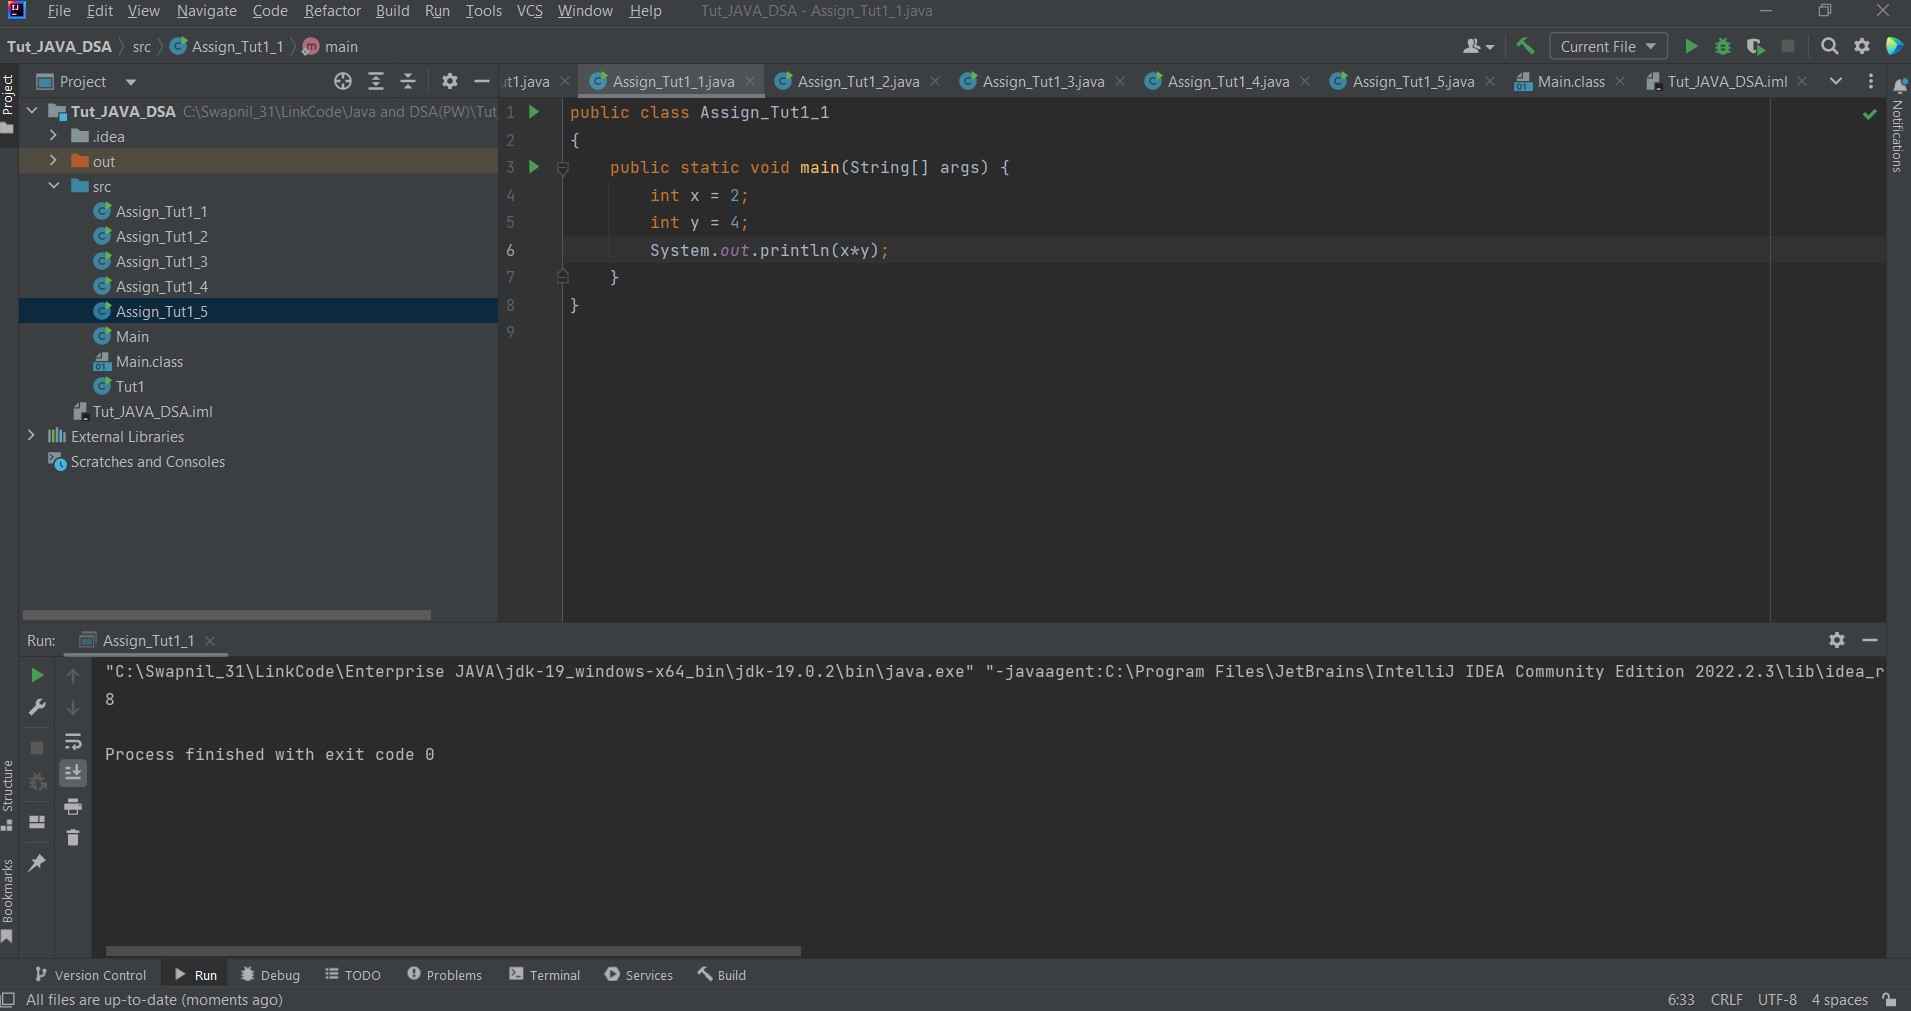 File Edit View Navigate Code Refactor Build Run Tools VCS Window Help Tut_JAVA_DSA - Assign_Tut1_1.java
Tut_JAVA_DSA src Assign_Tut1_1 main
Current File
Project
Project
Tut_JAVA_DSA C:\Swapnil_31\LinkCode\Java and DSA(PW)\Tut
.idea
out
src
Assign_Tut1_1
Assign_Tut1_2
Assign_Tut1_3
Assign_Tut1_4
Assign_Tut1_5
Main
Main.class
Tut1
Tut_JAVA_DSA.iml
External Libraries
Scratches and Consoles
ut1.java Assign_Tut1_1.java Assign_Tut1_2.java Assign_Tut1_3.java Assign_Tut1_4.java Assign_Tut1_5.java Main.class Tut_JAVA_DSA.iml
Notifications
1 public class Assign_Tut1_1
2 {
3 public static void main(String[] args) {
4 int x = 2;
5 int y = 4;
6 System.out.println(x*y);
7 }
8 }
9
Run: Assign_Tut1_1
"C:\Swapnil_31\LinkCode\Enterprise JAVA\jdk-19_windows-x64_bin\jdk-19.0.2\bin\java.exe" "-javaagent:C:\Program Files\JetBrains\IntelliJ IDEA Community Edition 2022.2.3\lib\idea_r
8
Process finished with exit code 0
Structure
Bookmarks
Version Control Run Debug TODO Problems Terminal Services Build
All files are up-to-date (moments ago)
6:33 CRLF UTF-8 4 spaces